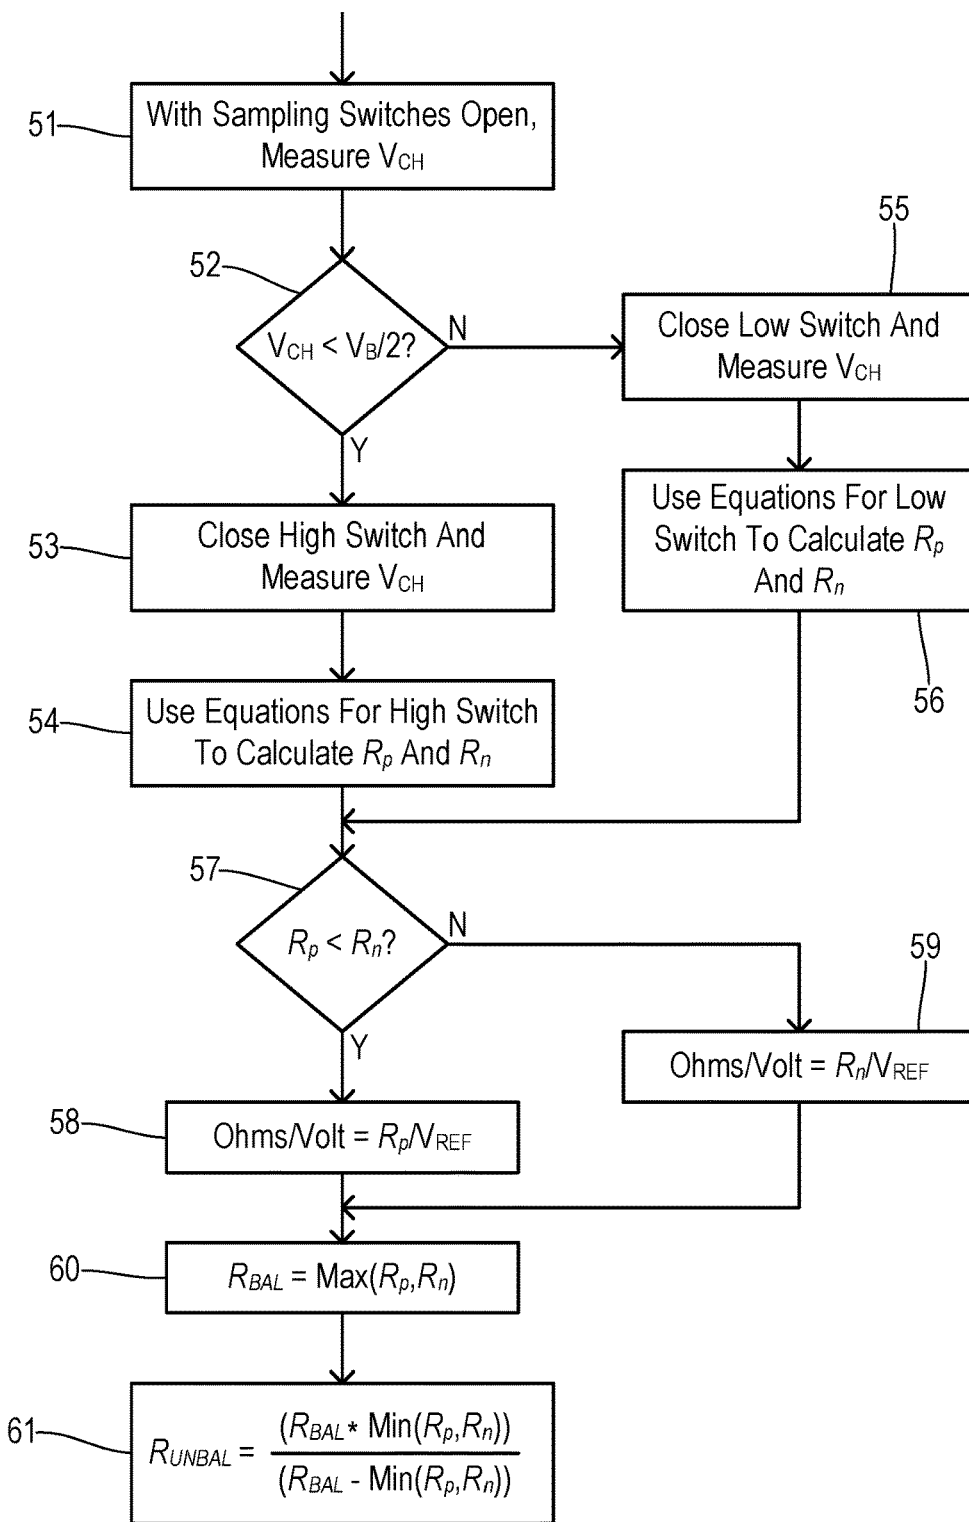 51
With Sampling Switches Open,
Measure VCH
52
VCH < VB/2?
N
Y
55
Close Low Switch And
Measure VCH
53
Close High Switch And
Measure VCH
Use Equations For Low
Switch To Calculate Rp
And Rn
56
54
Use Equations For High Switch
To Calculate Rp And Rn
57
Rp < Rn?
N
Y
59
Ohms/Volt = Rn/VREF
58
Ohms/Volt = Rp/VREF
60
RBAL = Max(Rp,Rn)
61
RUNBAL = (RBAL* Min(Rp,Rn))
(RBAL - Min(Rp,Rn))